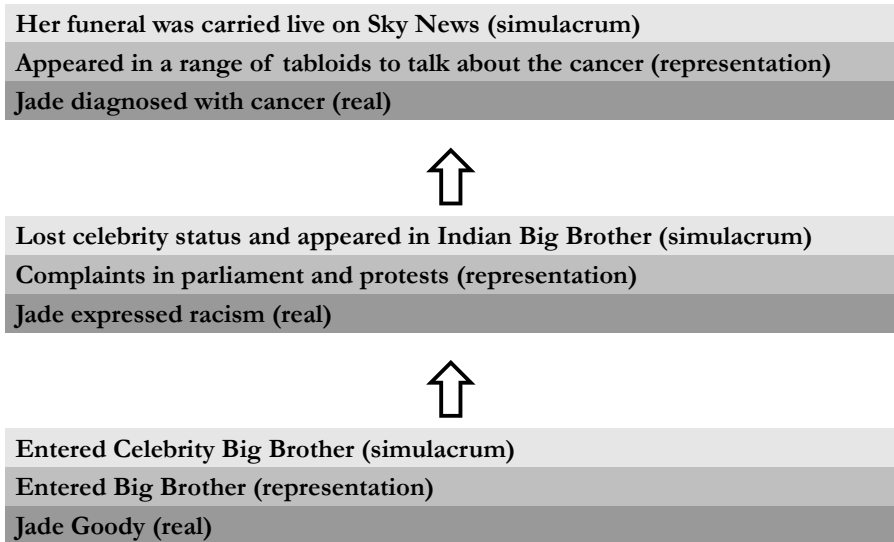 Her funeral was carried live on Sky News (simulacrum)
Appeared in a range of tabloids to talk about the cancer (representation)
Jade diagnosed with cancer (real)
Lost celebrity status and appeared in Indian Big Brother (simulacrum)
Complaints in parliament and protests (representation)
Jade expressed racism (real)
Entered Celebrity Big Brother (simulacrum)
Entered Big Brother (representation)
Jade Goody (real)